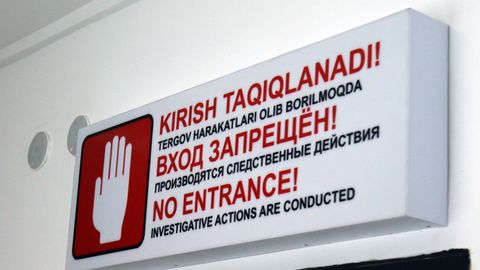 KIRISH TAQIQLANADI!
TERGOV HARAKATLARI OLIB BORILMOQDA
ВХОД ЗАПРЕЩЁН!
ПРОИЗВОДЯТСЯ СЛЕДСТВЕННЫЕ ДЕЙСТВИЯ
NO ENTRANCE!
INVESTIGATIVE ACTIONS ARE CONDUCTED